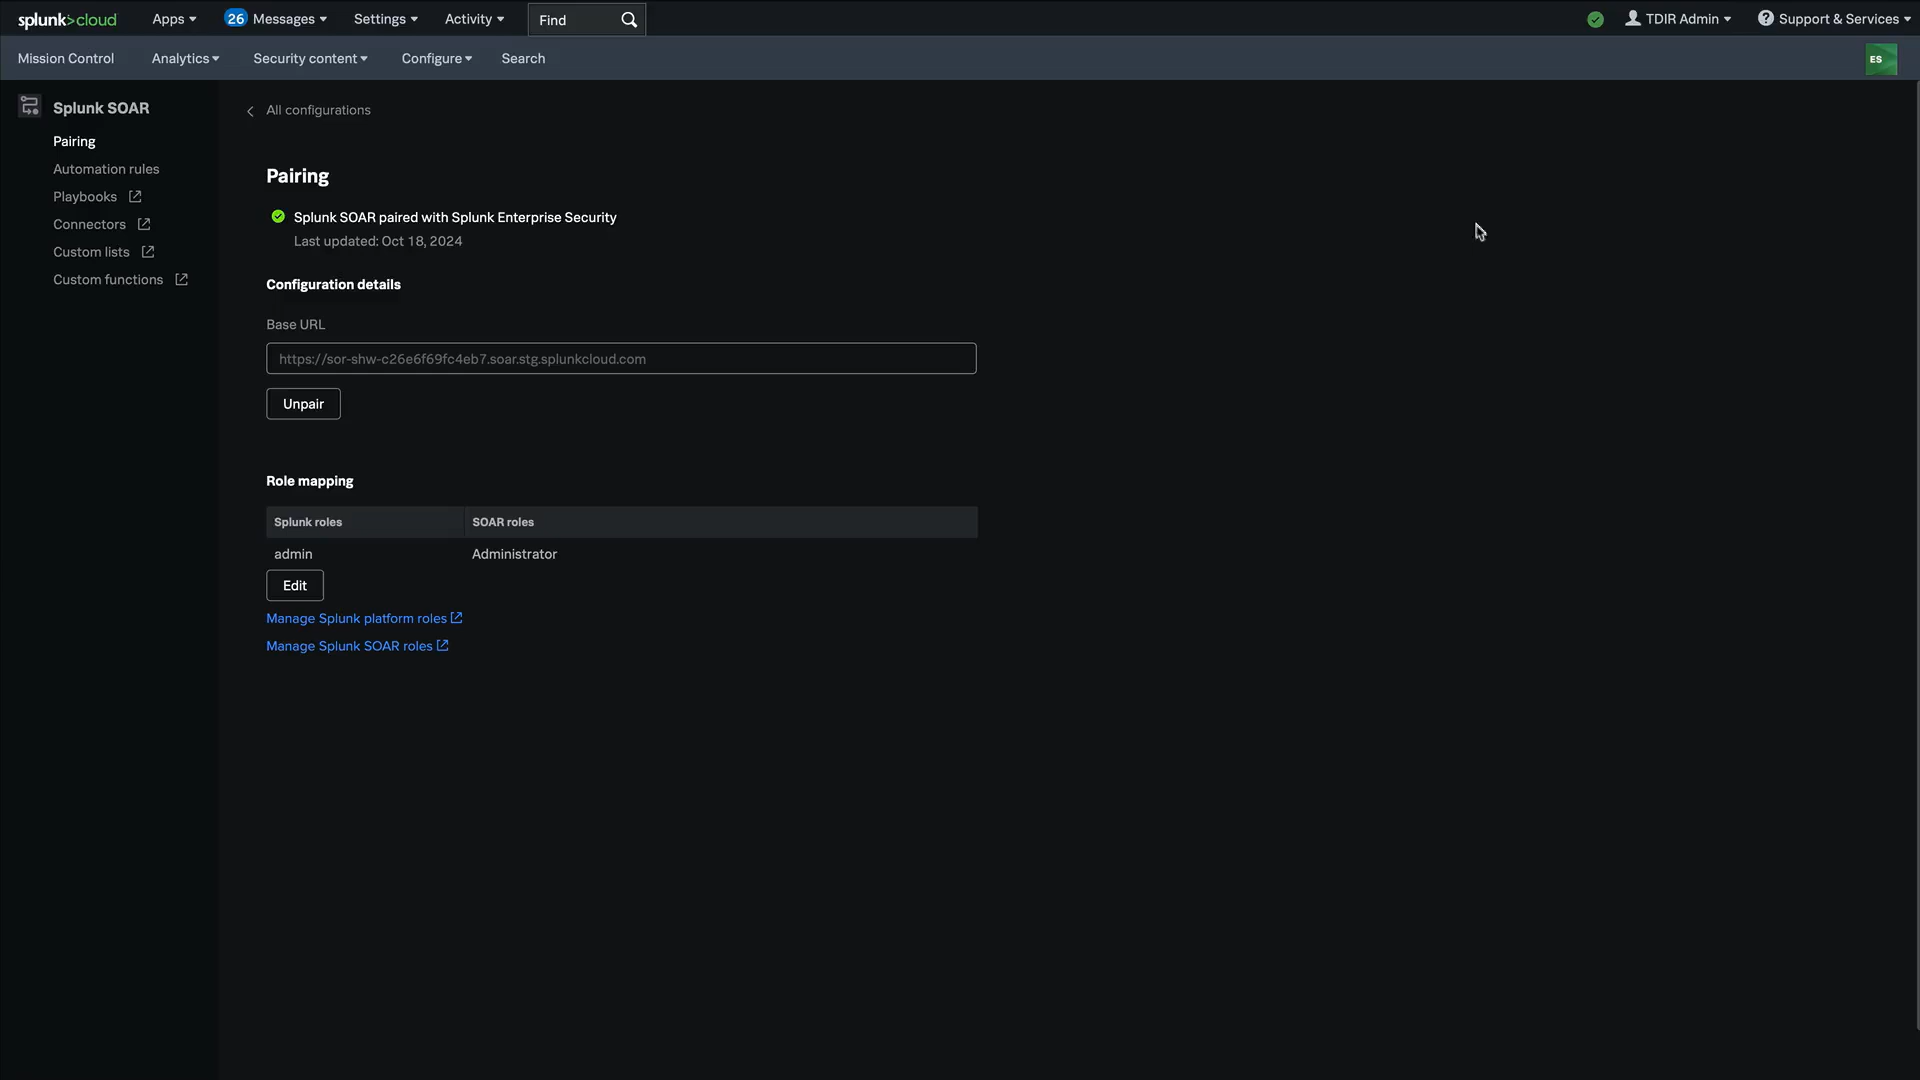 splunk>cloud Apps 26 Messages Settings Activity Find TDIR Admin Support & Services
Mission Control Analytics Security content Configure Search ES
Splunk SOAR
Pairing
Automation rules
Playbooks
Connectors
Custom lists
Custom functions
All configurations
Pairing
Splunk SOAR paired with Splunk Enterprise Security
Last updated: Oct 18, 2024
Configuration details
Base URL
https://sor-shw-c26e6f69fc4eb7.soar.stg.splunkcloud.com
Unpair
Role mapping
Splunk roles SOAR roles
admin Administrator
Edit
Manage Splunk platform roles
Manage Splunk SOAR roles